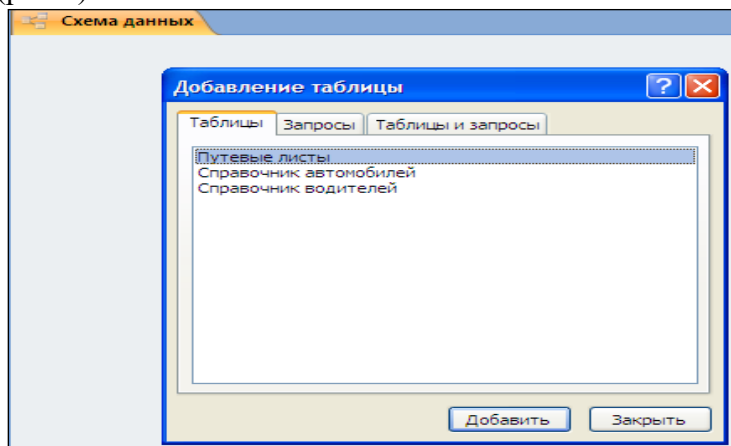 Схема данных
Добавление таблицы
Таблицы Запросы Таблицы и запросы
Путевые листы
Справочник автомобилей
Справочник водителей
Добавить Закрыть